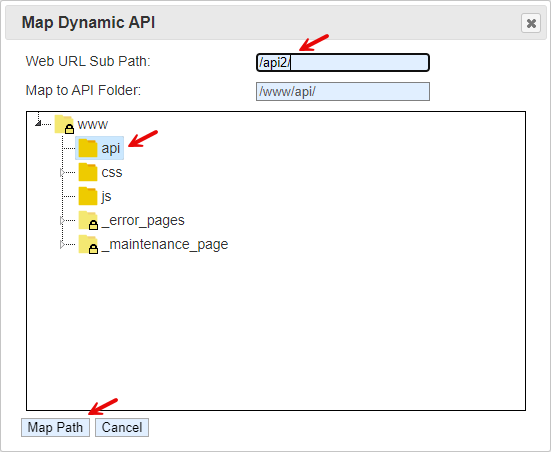 Map Dynamic API
Web URL Sub Path: /api2/
Map to API Folder: /www/api/
www
api
css
js
_error_pages
_maintenance_page
Map Path Cancel